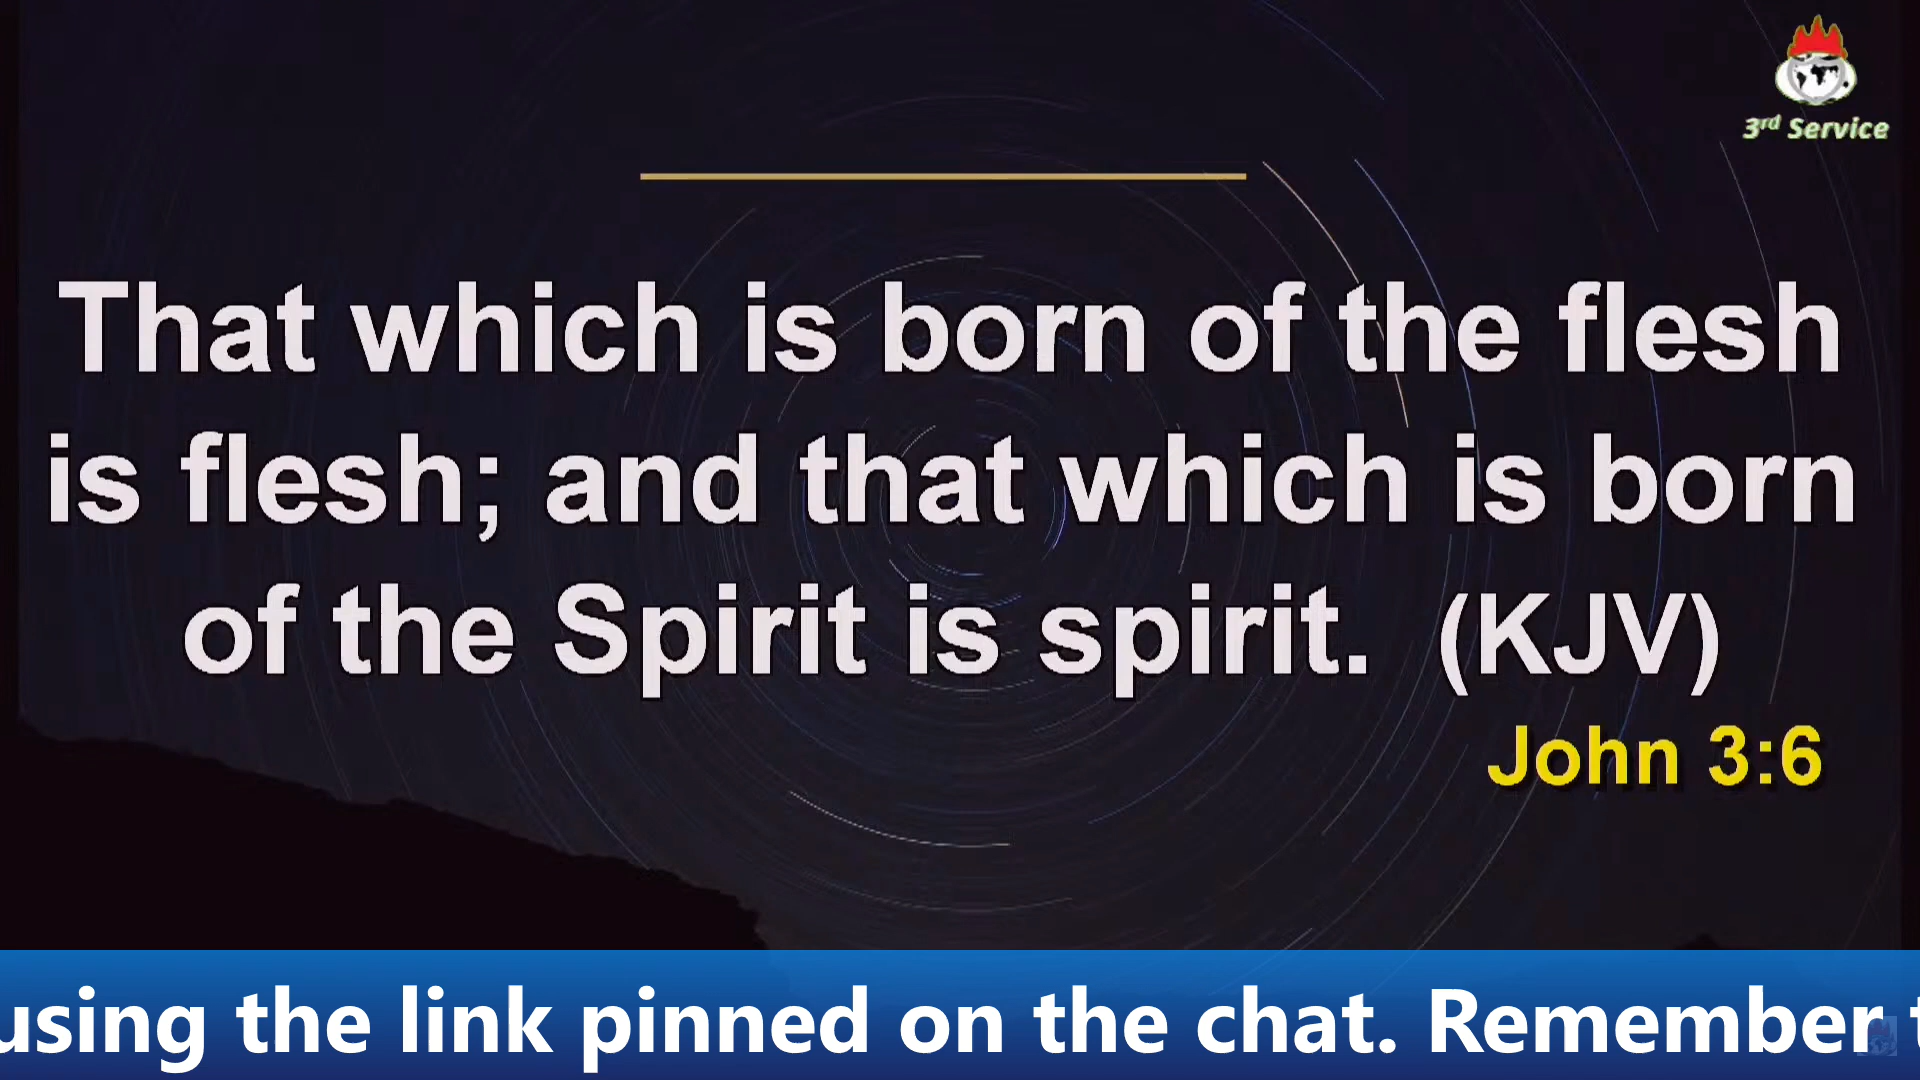 3rd Service
That which is born of the flesh
is flesh; and that which is born
of the Spirit is spirit.  (KJV)
John 3:6
using the link pinned on the chat. Remember t